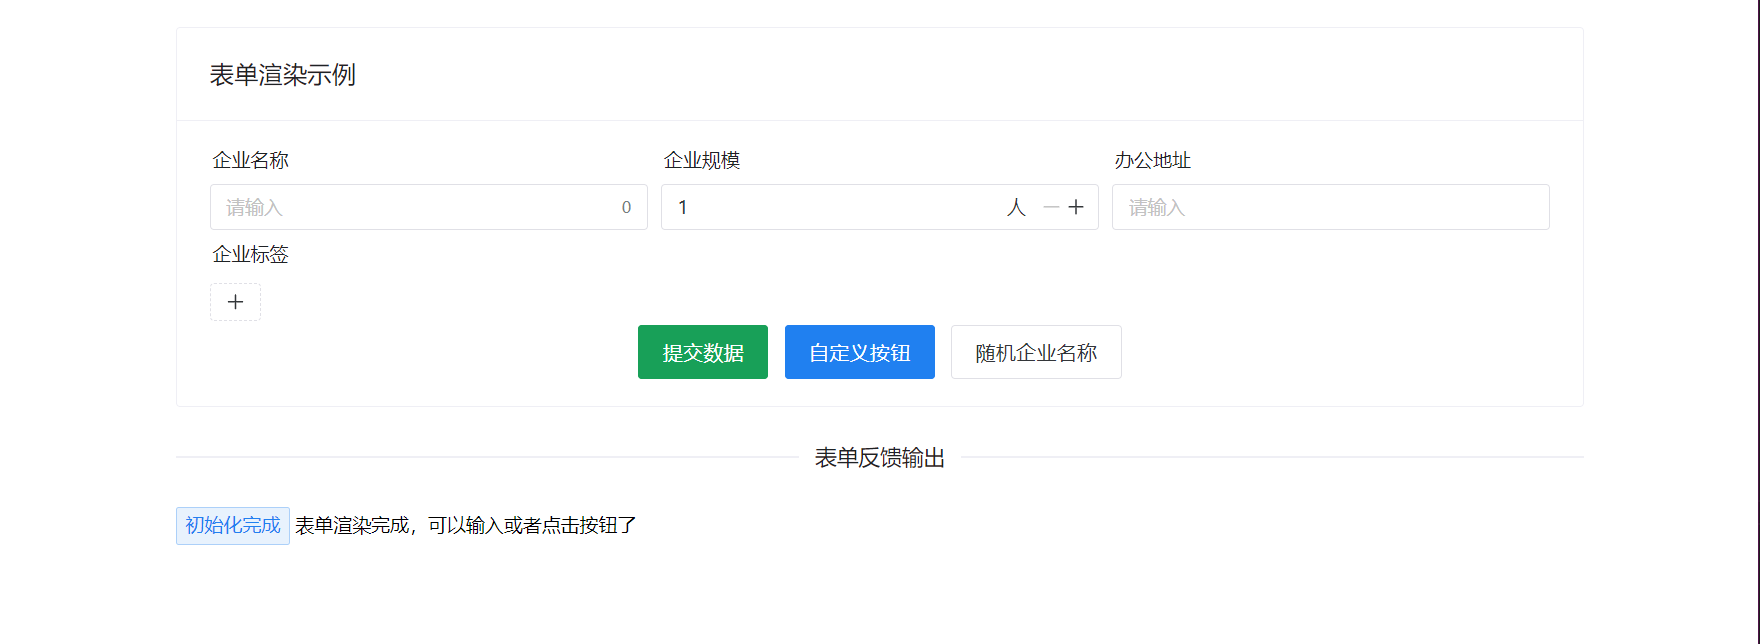 表单渲染示例
企业名称 企业规模 办公地址
请输入 0 1 人 请输入
企业标签
提交数据 自定义按钮 随机企业名称
表单反馈输出
初始化完成 表单渲染完成，可以输入或者点击按钮了